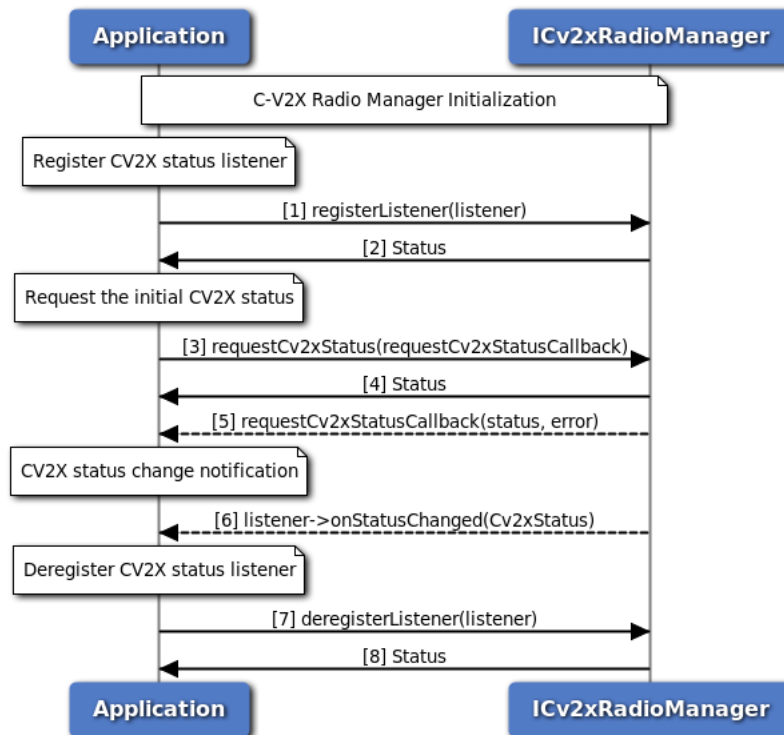 Application
ICv2xRadioManager
C-V2X Radio Manager Initialization
Register CV2X status listener
[1] registerListener(listener)
[2] Status
Request the initial CV2X status
[3] requestCv2xStatus(requestCv2xStatusCallback)
[4] Status
[5] requestCv2xStatusCallback(status, error)
CV2X status change notification
[6] listener->onStatusChanged(Cv2xStatus)
Deregister CV2X status listener
[7] deregisterListener(listener)
[8] Status
Application
ICv2xRadioManager